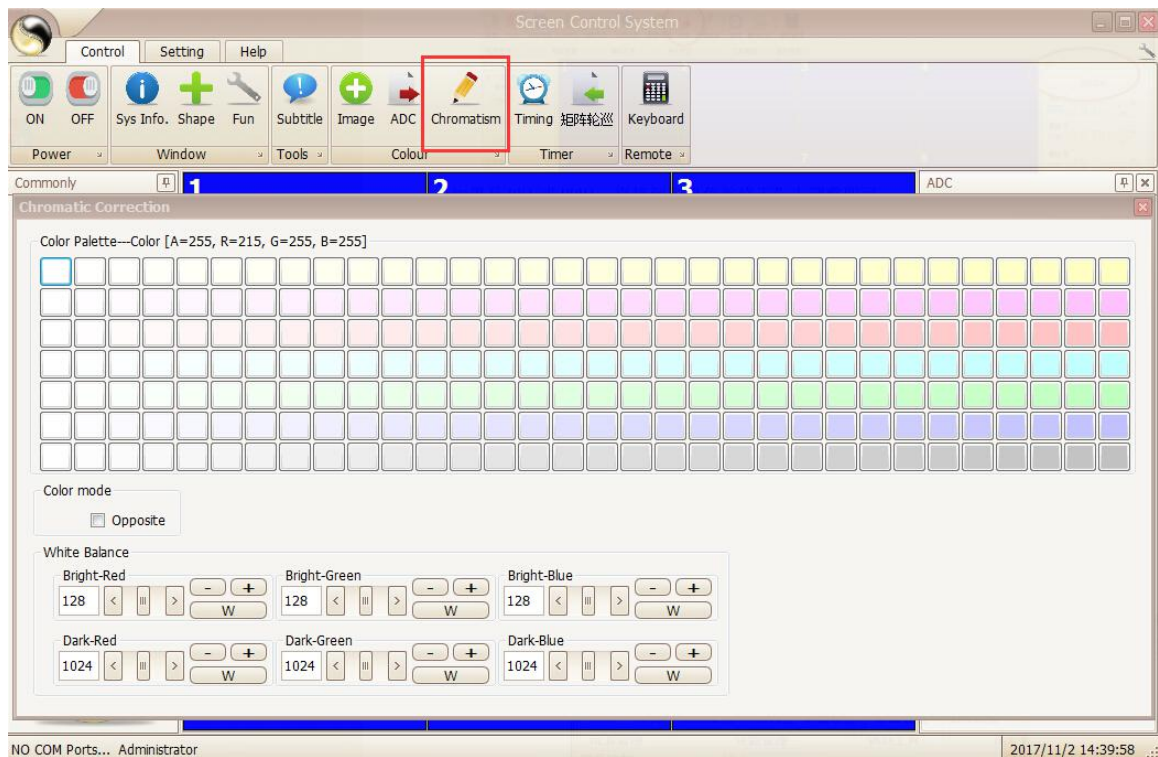 Screen Control System
Control Setting Help
ON OFF Sys Info. Shape Fun Subtitle Image ADC Chromatism Timing 矩阵轮巡 Keyboard
Power Window Tools Colour Timer Remote
Commonly 1 2 3 ADC
Chromatic Correction
Color Palette---Color [A=255, R=215, G=255, B=255]
Color mode
Opposite
White Balance
Bright-Red Bright-Green Bright-Blue
128 < > - + 128 < > - + 128 < > - +
W W W
Dark-Red Dark-Green Dark-Blue
1024 < > - + 1024 < > - + 1024 < > - +
W W W
NO COM Ports... Administrator 2017/11/2 14:39:58